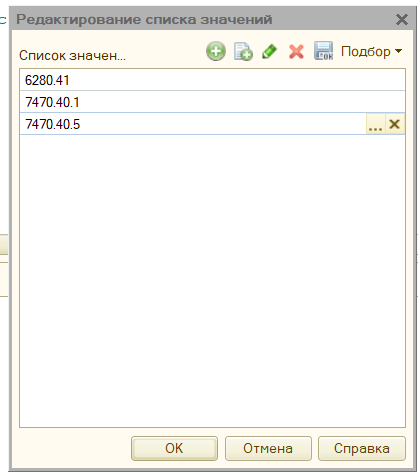 Редактирование списка значений
Список значен...
Подбор
6280.41
7470.40.1
7470.40.5
...
OK
Отмена
Справка